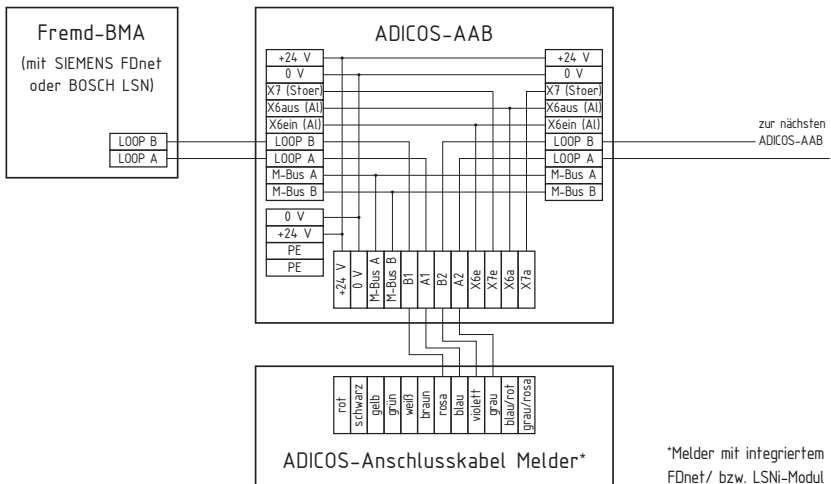 Fremd-BMA
(mit SIEMENS FDnet
oder BOSCH LSN)
LOOP B
LOOP A
ADICOS-AAB
+24 V
0 V
X7 (Stoer)
X6aus (Al)
X6ein (Al)
LOOP B
LOOP A
M-Bus A
M-Bus B
0 V
+24 V
PE
PE
+24 V
0 V
X7 (Stoer)
X6aus (Al)
X6ein (Al)
LOOP B
LOOP A
M-Bus A
M-Bus B
zur nächsten
ADICOS-AAB
+24 V
0 V
M-Bus A
M-Bus B
B1
A1
B2
A2
X6e
X7e
X6a
X7a
rot
schwarz
gelb
grün
weiß
braun
rosa
blau
violett
grau
blau/rot
grau/rosa
ADICOS-Anschlusskabel Melder*
*Melder mit integriertem
FDnet/ bzw. LSNi-Modul